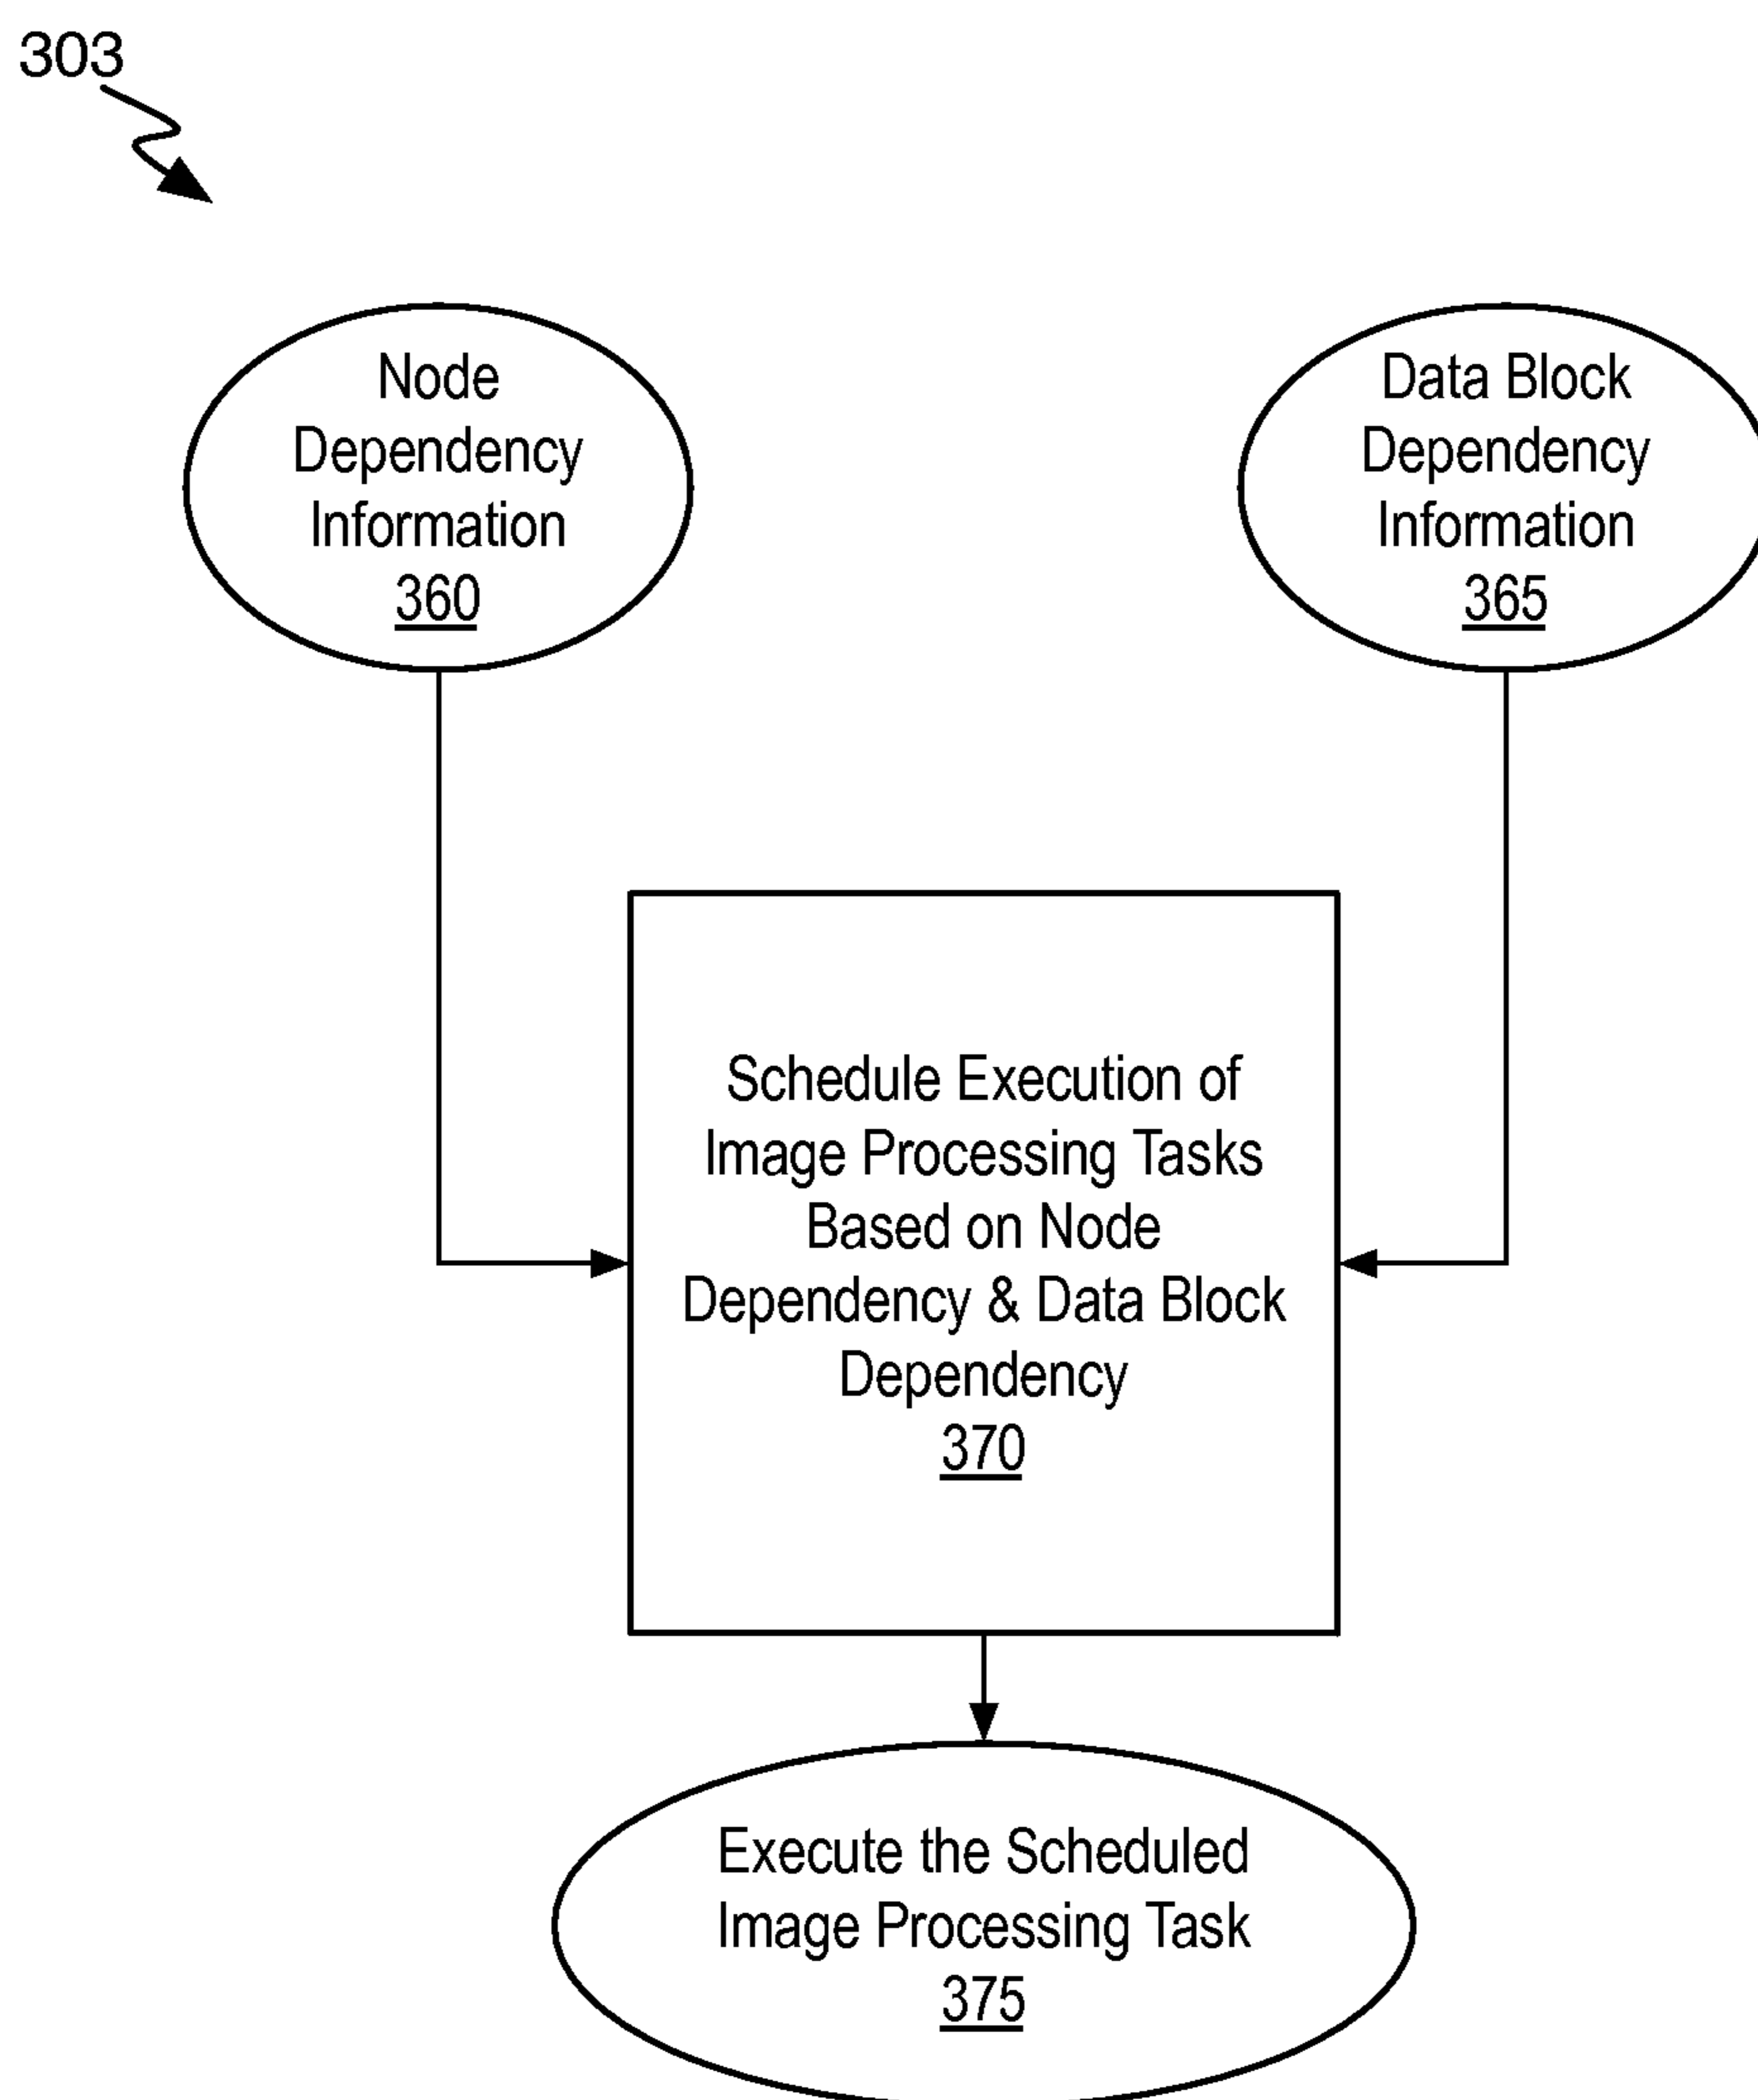 303
Node
Dependency
Information
360
Data Block
Dependency
Information
365
Schedule Execution of
Image Processing Tasks
Based on Node
Dependency & Data Block
Dependency
370
Execute the Scheduled
Image Processing Task
375